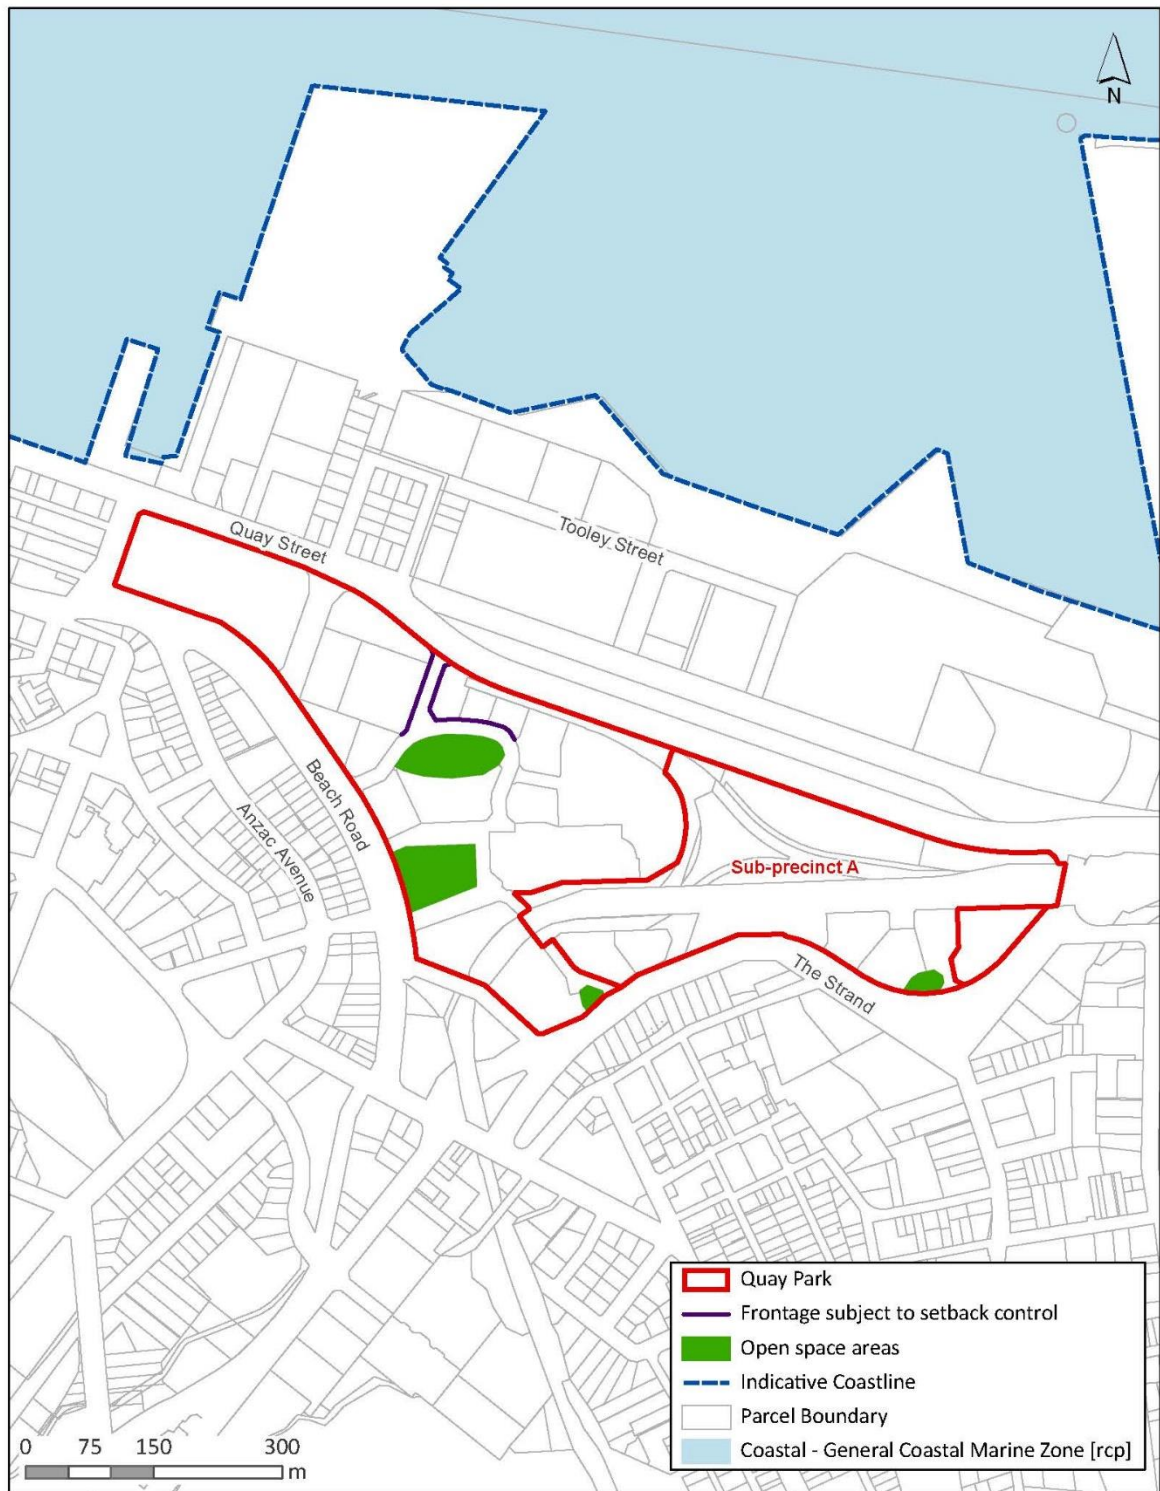 N
Quay Street
Tooley Street
Beach Road
Anzac Avenue
Sub-precinct A
The Strand
Quay Park
Frontage subject to setback control
Open space areas
Indicative Coastline
Parcel Boundary
Coastal - General Coastal Marine Zone [rcp]
0 75 150 300
m